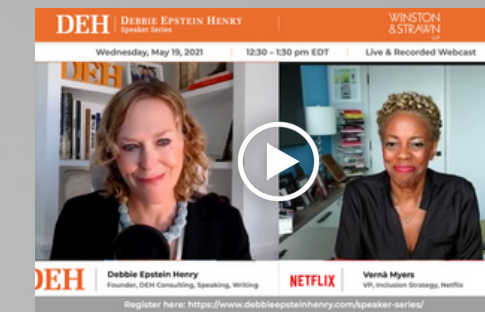 DEH DEBBIE EPSTEIN HENRY
Speaker Series
WINSTON
& STRAWN
LLP
Wednesday, May 19, 2021 | 12:30 – 1:30 pm EDT | Live & Recorded Webcast
DEH
DEH
Debbie Epstein Henry
Founder, DEH Consulting, Speaking, Writing
NETFLIX
Vernā Myers
VP, Inclusion Strategy, Netflix
Register here: https://www.debbieepsteinhenry.com/speaker-series/